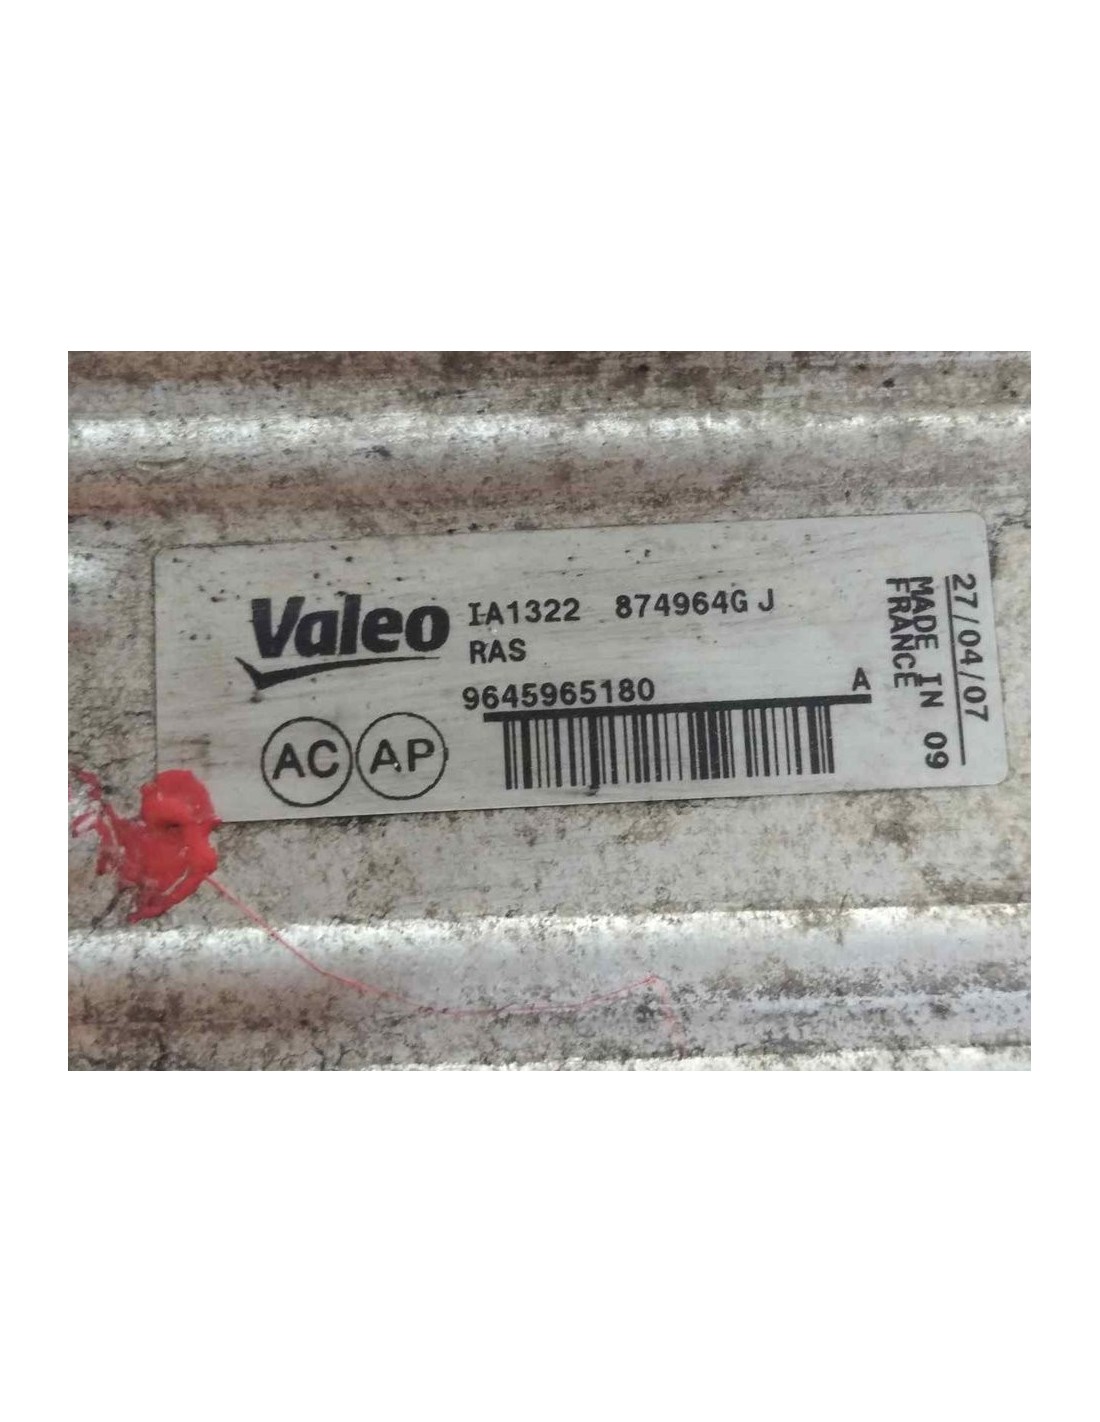 Valeo
IA1322 874964G J
RAS
9645965180 A
AC AP
27/04/07
MADE IN 09
FRANCE